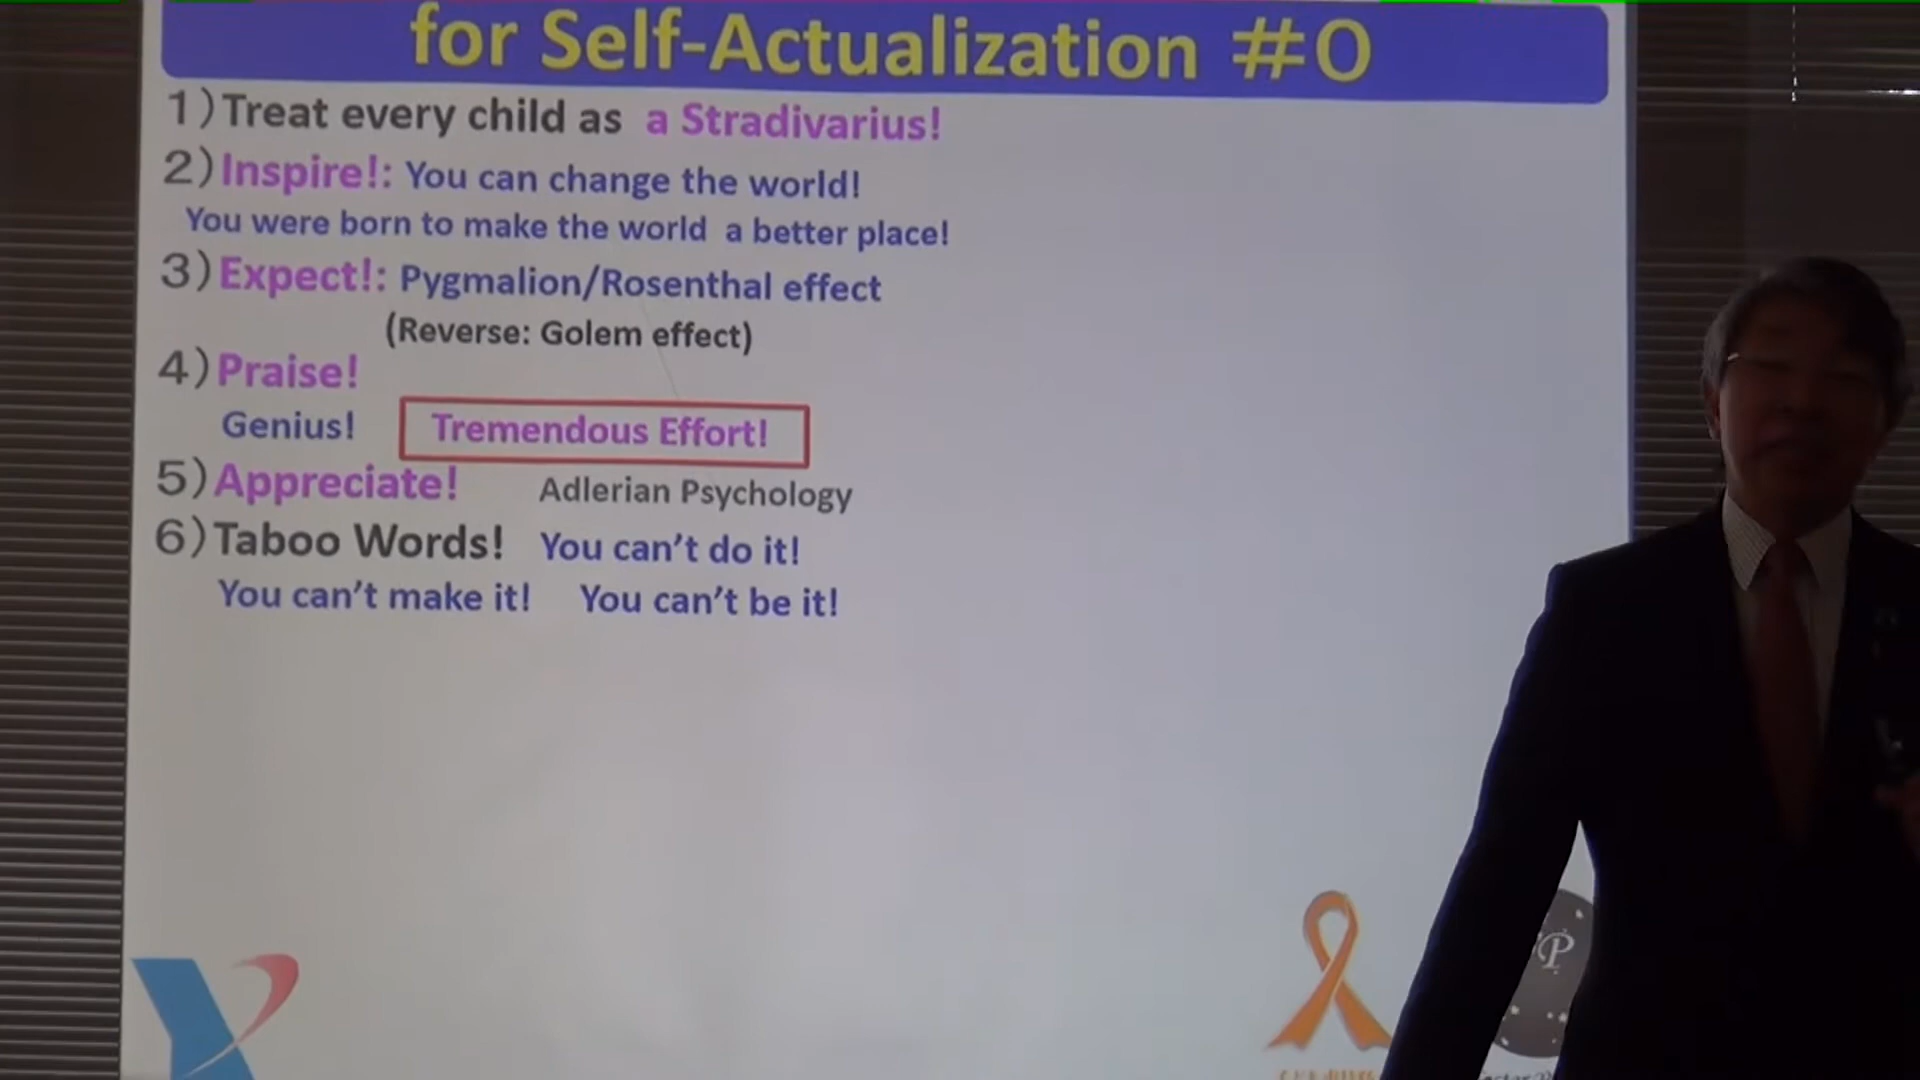 for Self-Actualization #0
1)Treat every child as a Stradivarius!
2)Inspire!: You can change the world!
You were born to make the world a better place!
3)Expect!: Pygmalion/Rosenthal effect
(Reverse: Golem effect)
4)Praise!
Genius! Tremendous Effort!
5)Appreciate! Adlerian Psychology
6)Taboo Words! You can't do it!
You can't make it! You can't be it!
P